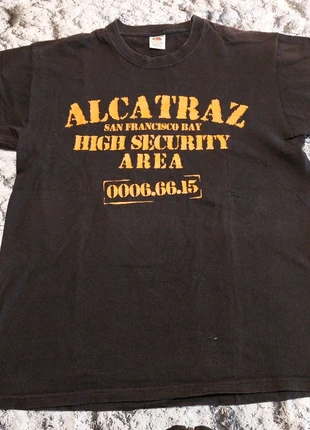 ALCATRAZ
SAN FRANCISCO BAY
HIGH SECURITY
AREA
0006.66.15